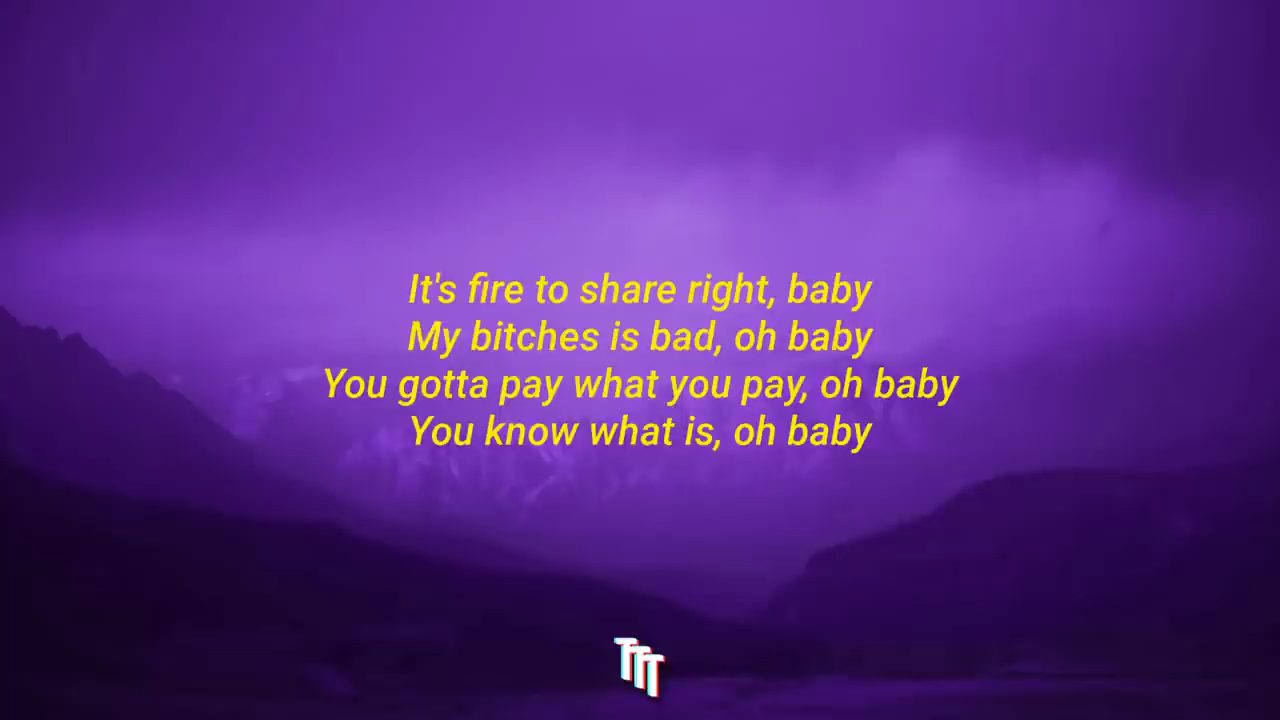 It's fire to share right, baby
My bitches is bad, oh baby
You gotta pay what you pay, oh baby
You know what is, oh baby
TTT